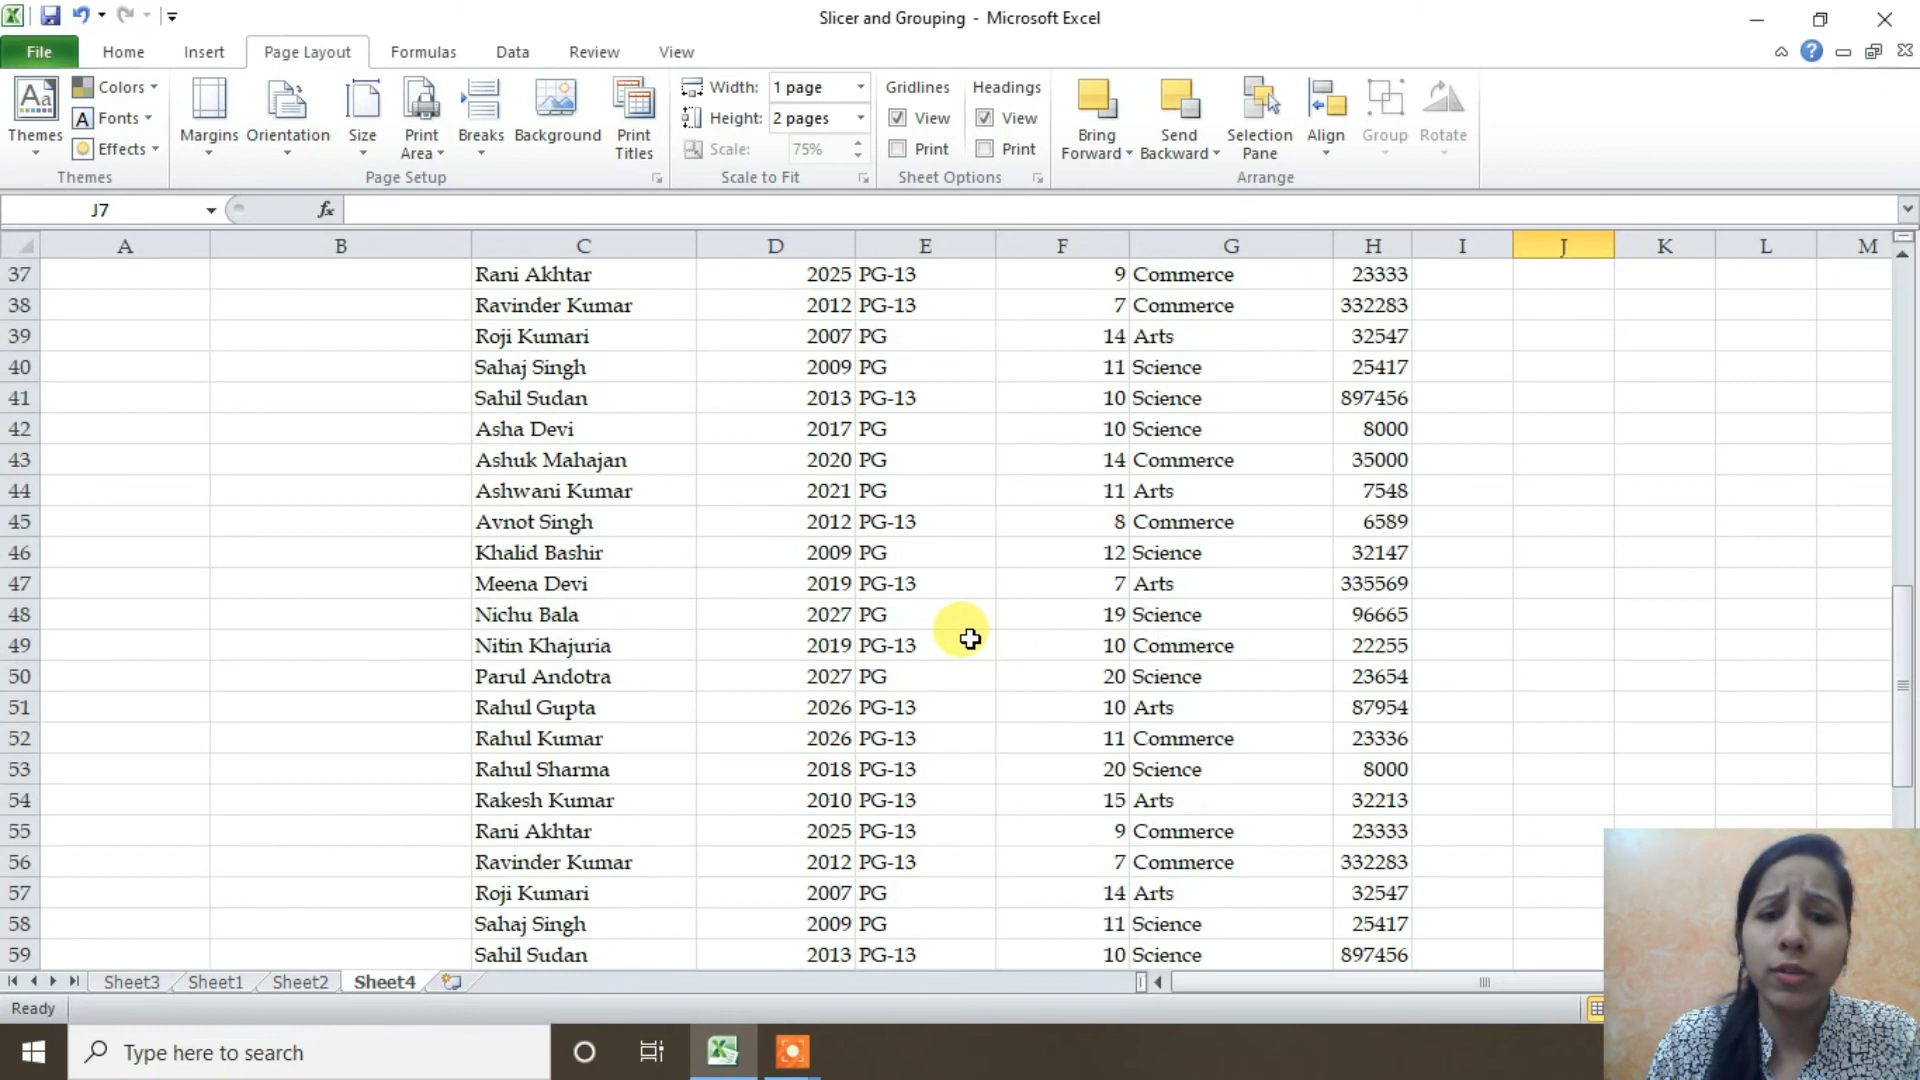 Slicer and Grouping - Microsoft Excel
File Home Insert Page Layout Formulas Data Review View
Themes
Colors
Fonts
Effects
Themes
Margins
Orientation
Size
Print Area
Breaks
Background
Print Titles
Page Setup
Width: 1 page
Height: 2 pages
Scale: 75%
Scale to Fit
Gridlines
View
Print
Headings
View
Print
Sheet Options
Bring Forward
Send Backward
Selection Pane
Align
Group
Rotate
Arrange
J7 fx
A B C D E F G H I J K L M
37 Rani Akhtar 2025 PG-13 9 Commerce 23333
38 Ravinder Kumar 2012 PG-13 7 Commerce 332283
39 Roji Kumari 2007 PG 14 Arts 32547
40 Sahaj Singh 2009 PG 11 Science 25417
41 Sahil Sudan 2013 PG-13 10 Science 897456
42 Asha Devi 2017 PG 10 Science 8000
43 Ashuk Mahajan 2020 PG 14 Commerce 35000
44 Ashwani Kumar 2021 PG 11 Arts 7548
45 Avnot Singh 2012 PG-13 8 Commerce 6589
46 Khalid Bashir 2009 PG 12 Science 32147
47 Meena Devi 2019 PG-13 7 Arts 335569
48 Nichu Bala 2027 PG 19 Science 96665
49 Nitin Khajuria 2019 PG-13 10 Commerce 22255
50 Parul Andotra 2027 PG 20 Science 23654
51 Rahul Gupta 2026 PG-13 10 Arts 87954
52 Rahul Kumar 2026 PG-13 11 Commerce 23336
53 Rahul Sharma 2018 PG-13 20 Science 8000
54 Rakesh Kumar 2010 PG-13 15 Arts 32213
55 Rani Akhtar 2025 PG-13 9 Commerce 23333
56 Ravinder Kumar 2012 PG-13 7 Commerce 332283
57 Roji Kumari 2007 PG 14 Arts 32547
58 Sahaj Singh 2009 PG 11 Science 25417
59 Sahil Sudan 2013 PG-13 10 Science 897456
Sheet3 Sheet1 Sheet2 Sheet4
Ready
Type here to search